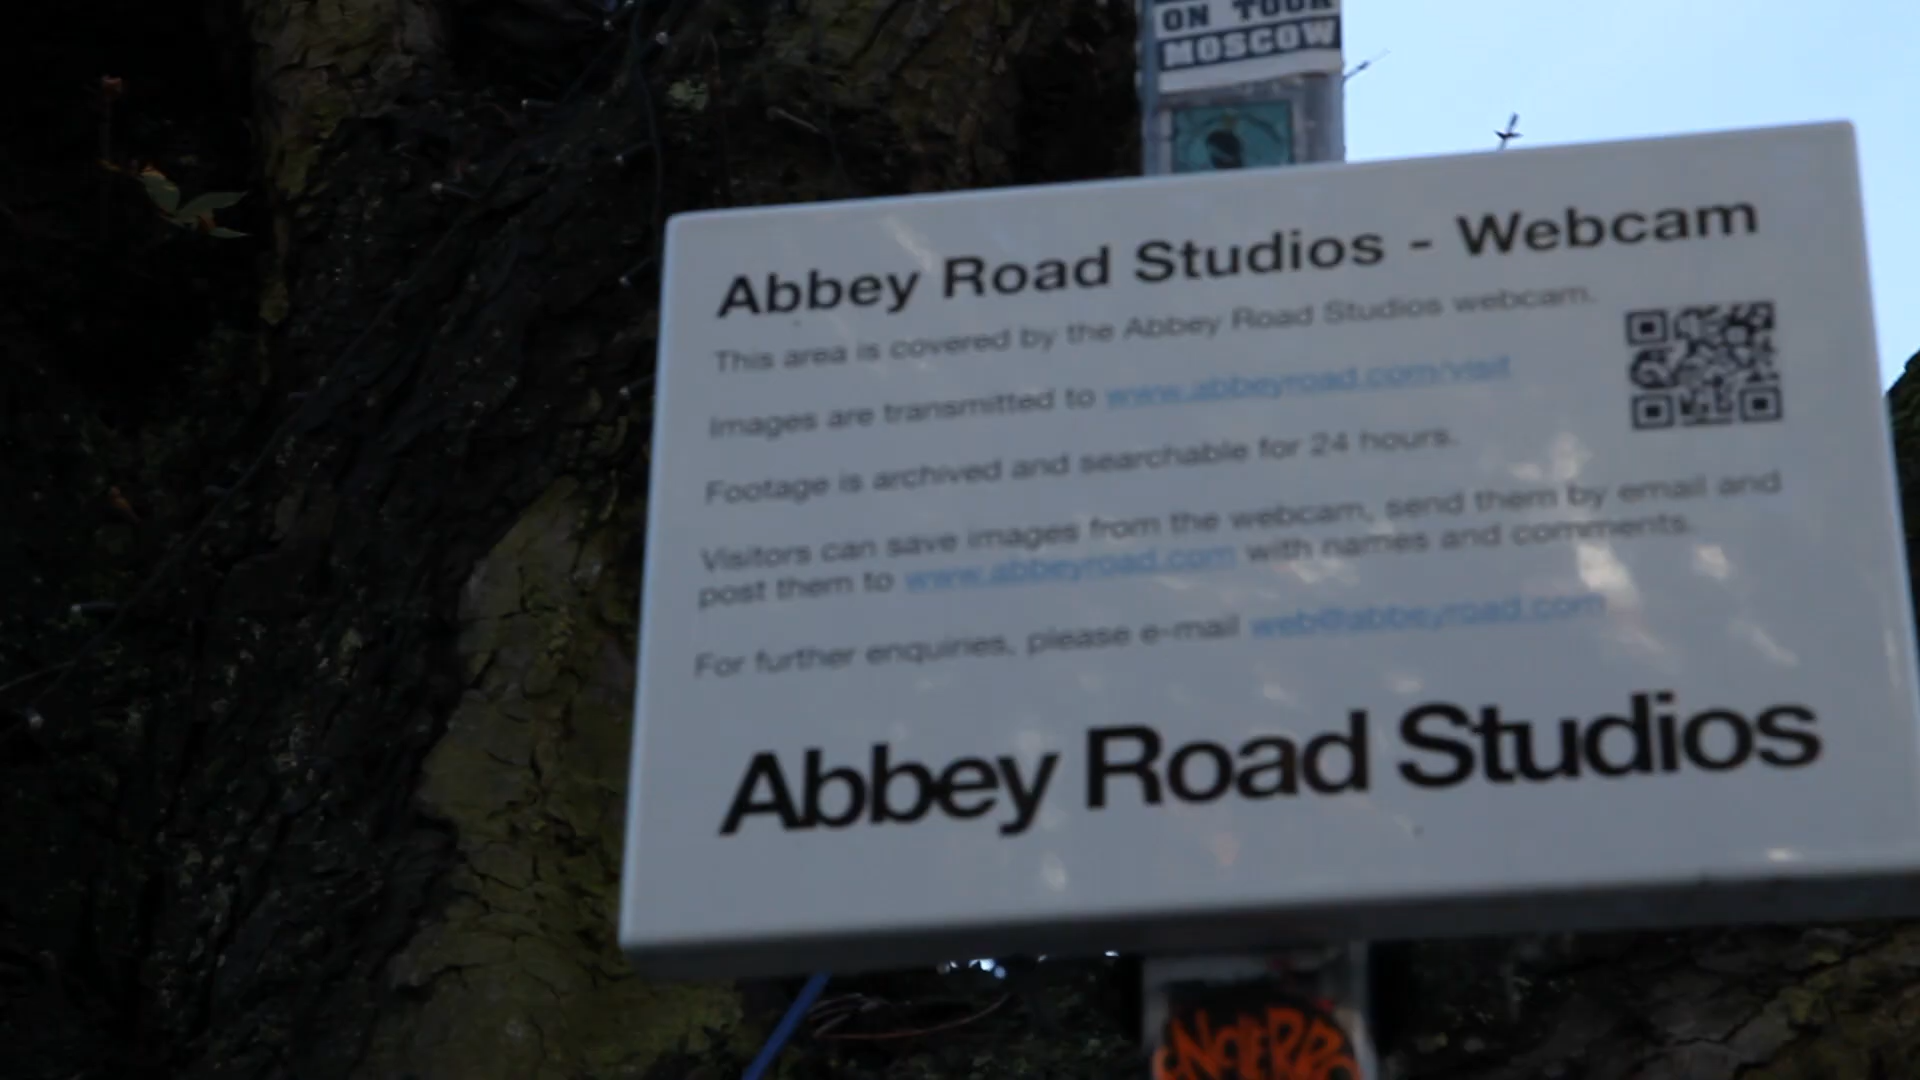 ON TOUR
MOSCOW
Abbey Road Studios - Webcam
This area is covered by the Abbey Road Studios webcam.
Images are transmitted to www.abbeyroad.com/visit
Footage is archived and searchable for 24 hours.
Visitors can save images from the webcam, send them by email and
post them to www.abbeyroad.com with names and comments.
For further enquiries, please e-mail web@abbeyroad.com
Abbey Road Studios